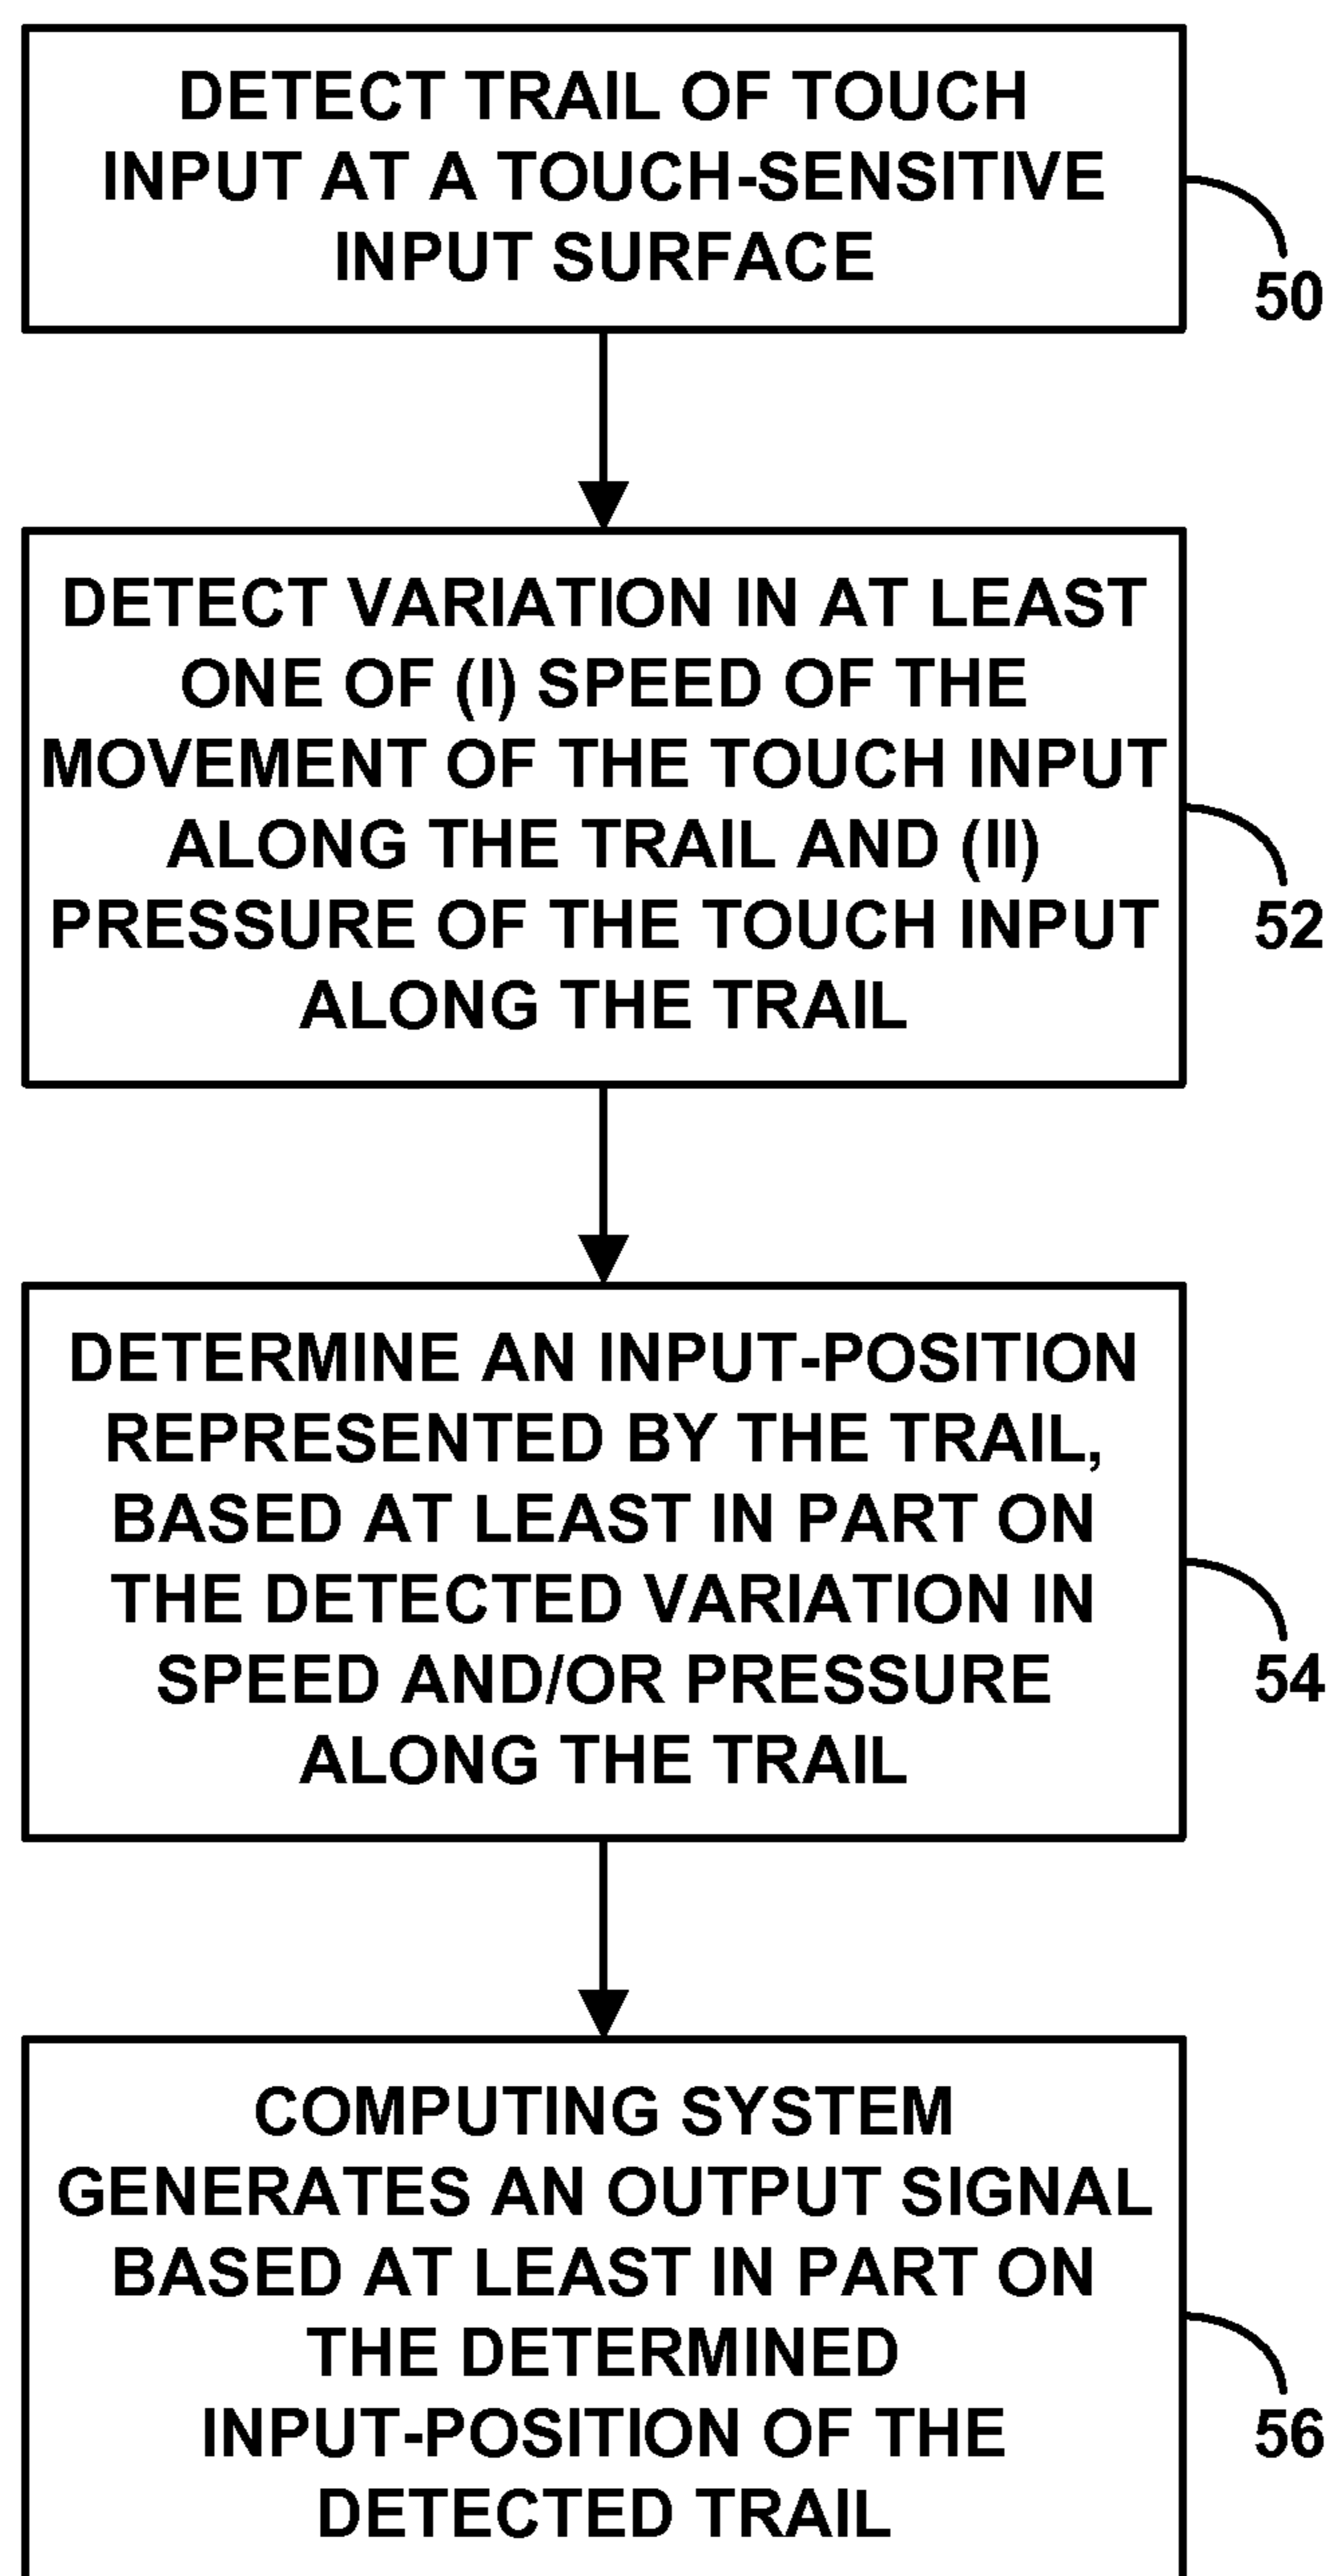 DETECT TRAIL OF TOUCH
INPUT AT A TOUCH-SENSITIVE
INPUT SURFACE
50
DETECT VARIATION IN AT LEAST
ONE OF (I) SPEED OF THE
MOVEMENT OF THE TOUCH INPUT
ALONG THE TRAIL AND (II)
PRESSURE OF THE TOUCH INPUT
ALONG THE TRAIL
52
DETERMINE AN INPUT-POSITION
REPRESENTED BY THE TRAIL,
BASED AT LEAST IN PART ON
THE DETECTED VARIATION IN
SPEED AND/OR PRESSURE
ALONG THE TRAIL
54
COMPUTING SYSTEM
GENERATES AN OUTPUT SIGNAL
BASED AT LEAST IN PART ON
THE DETERMINED
INPUT-POSITION OF THE
DETECTED TRAIL
56